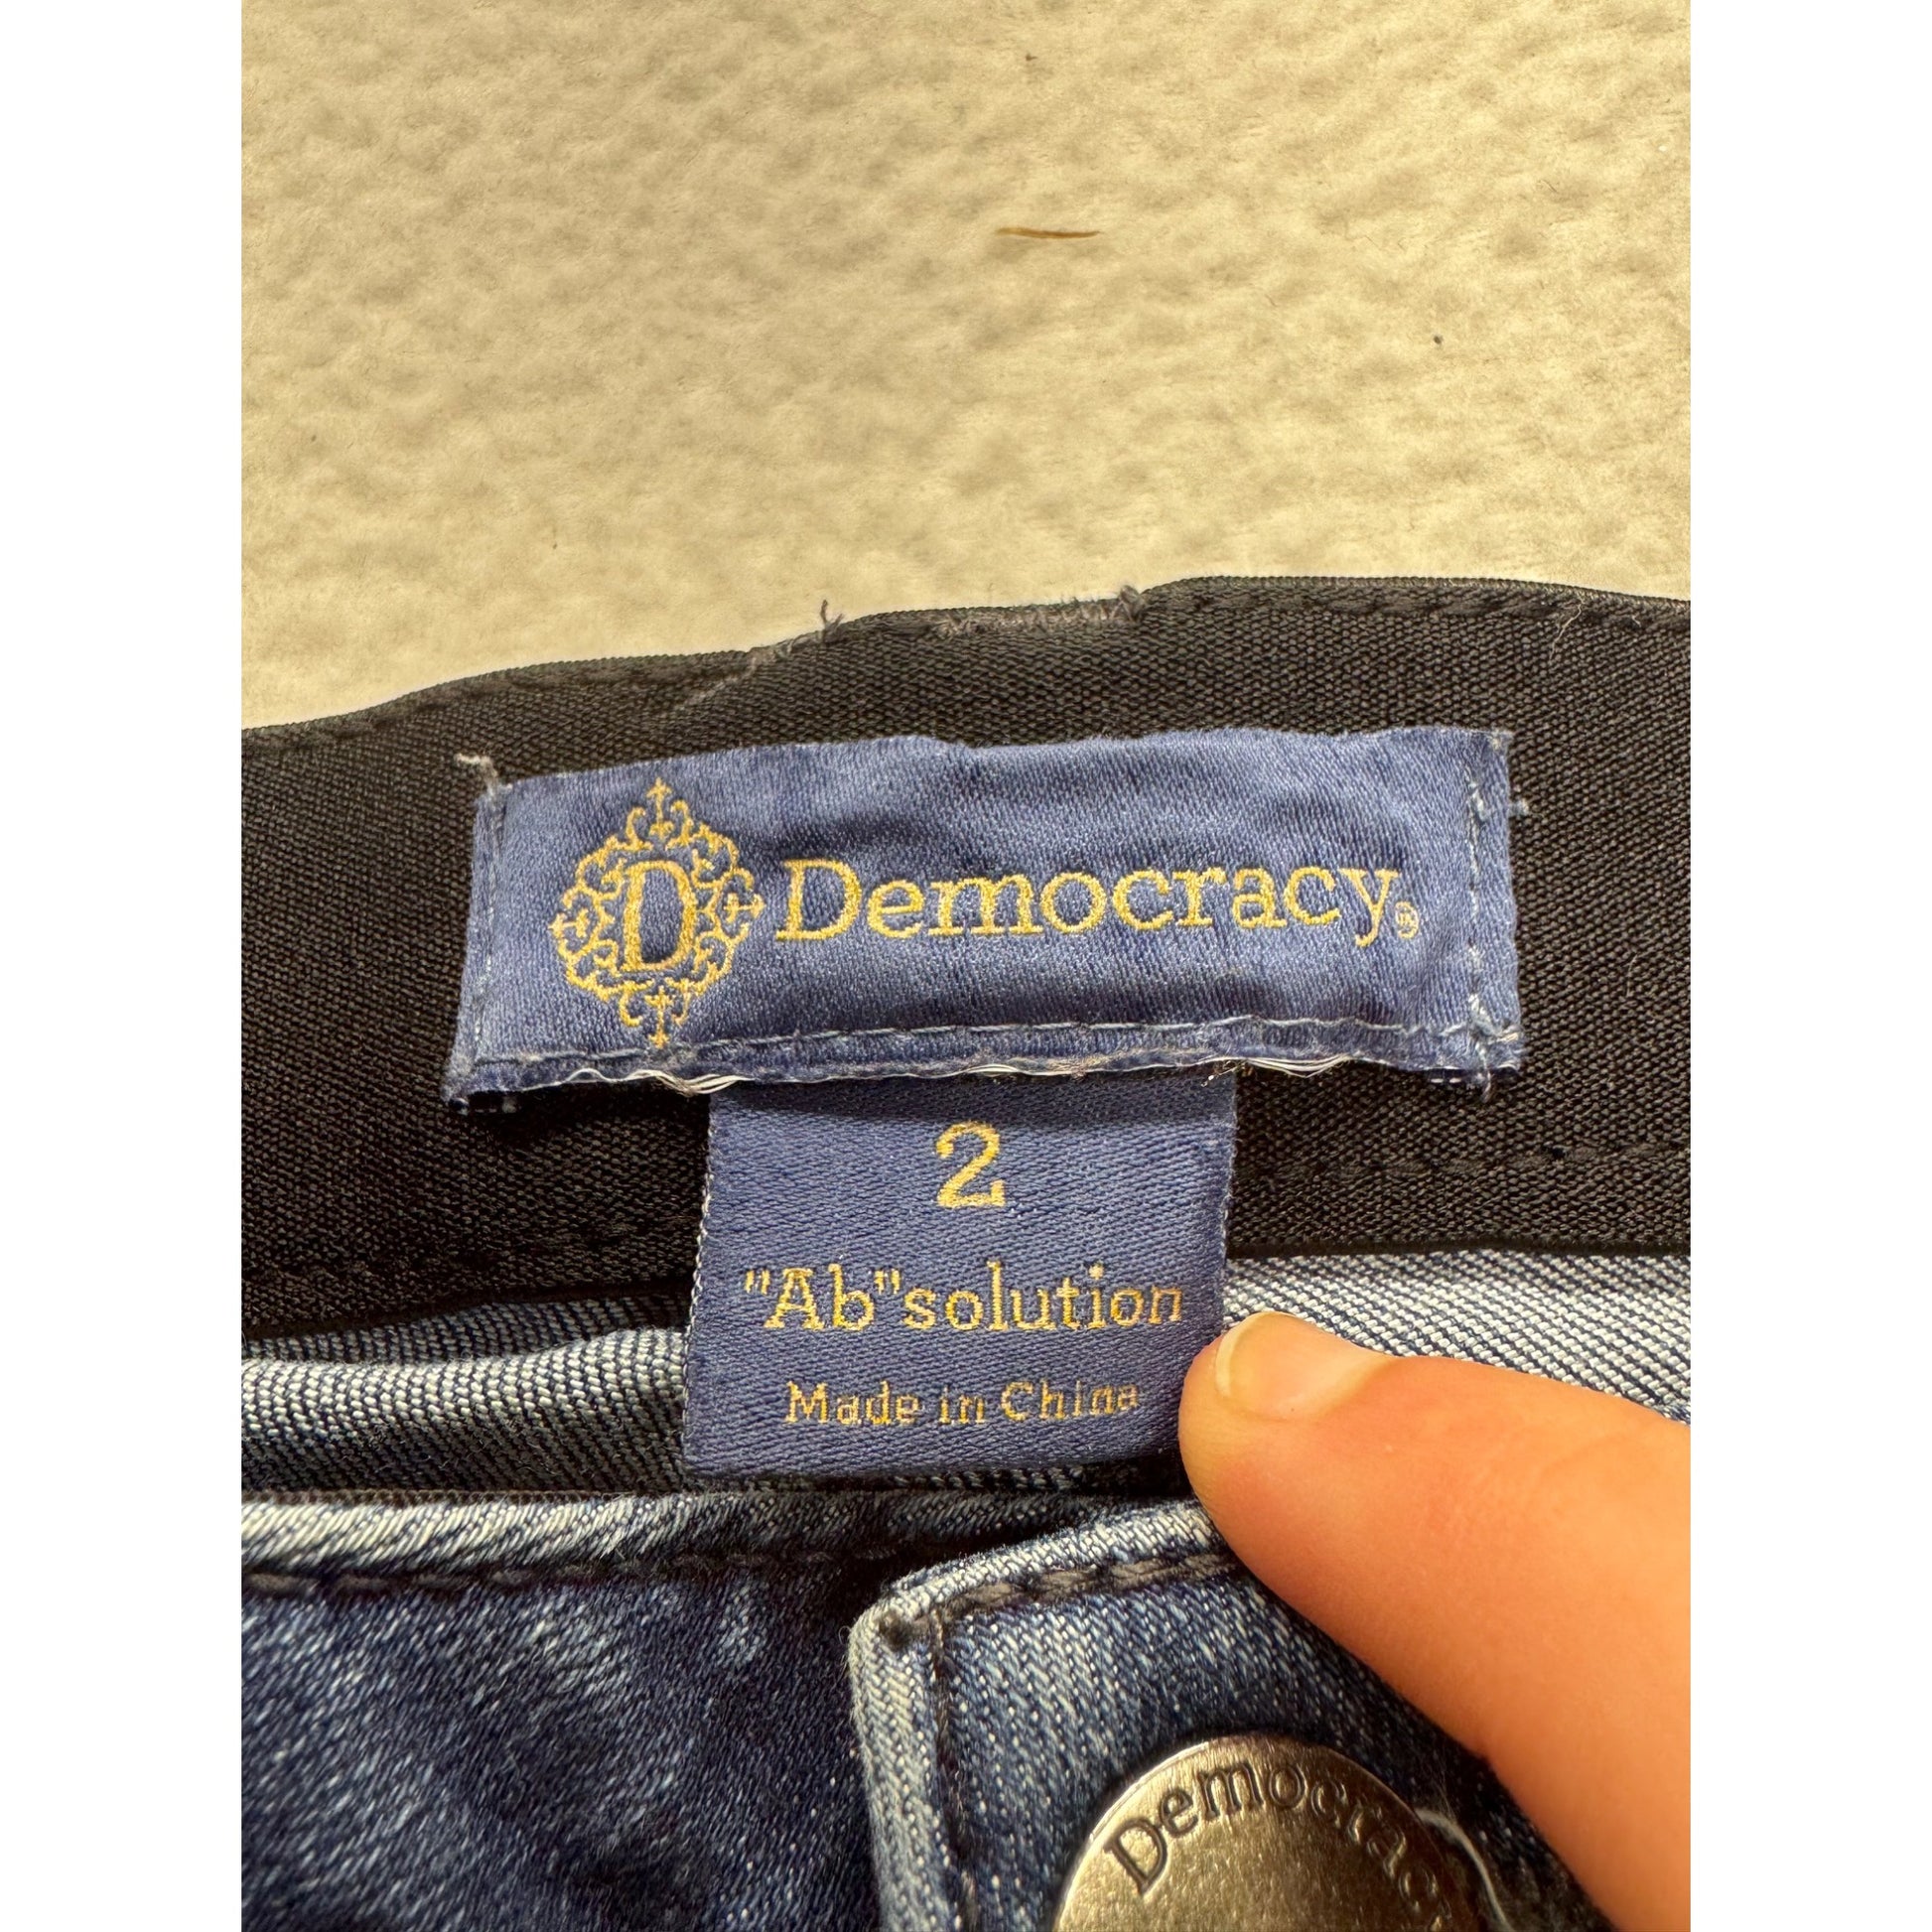 D Democracy®
2
"Ab"solution
Made in China
Democracy